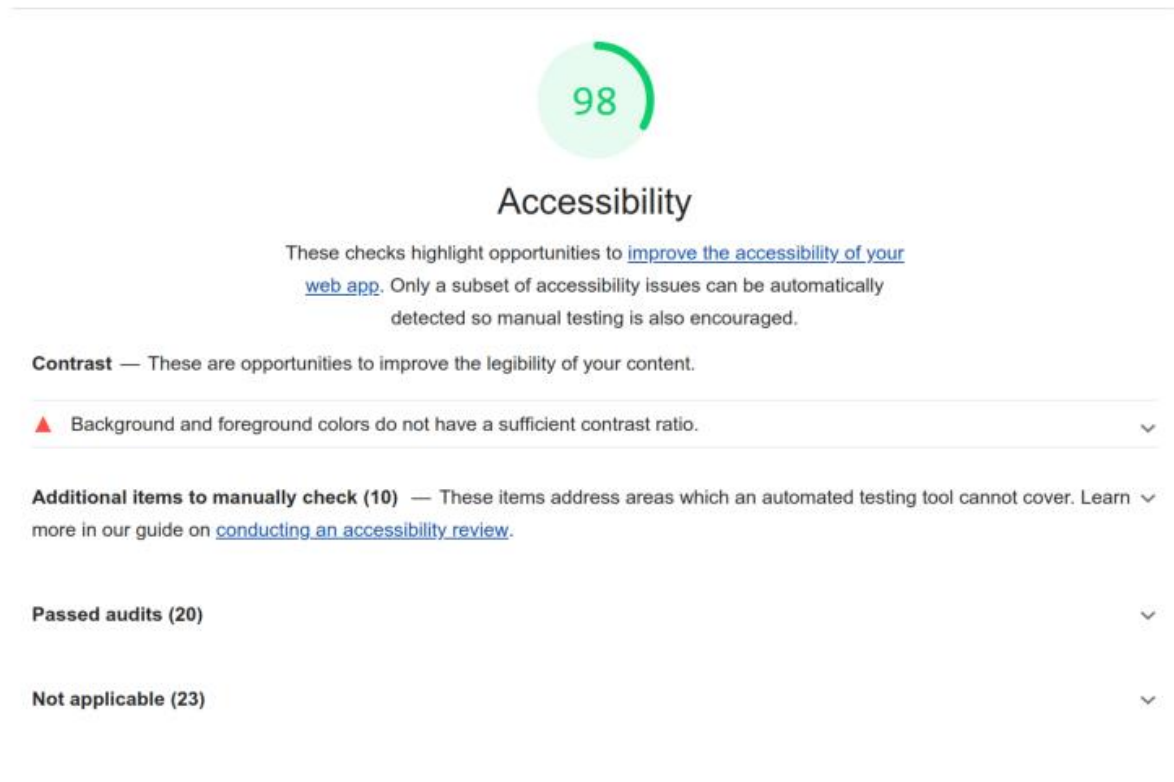 98
Accessibility
These checks highlight opportunities to improve the accessibility of your
web app. Only a subset of accessibility issues can be automatically
detected so manual testing is also encouraged.
Contrast — These are opportunities to improve the legibility of your content.
Background and foreground colors do not have a sufficient contrast ratio.
Additional items to manually check (10) — These items address areas which an automated testing tool cannot cover. Learn
more in our guide on conducting an accessibility review.
Passed audits (20)
Not applicable (23)